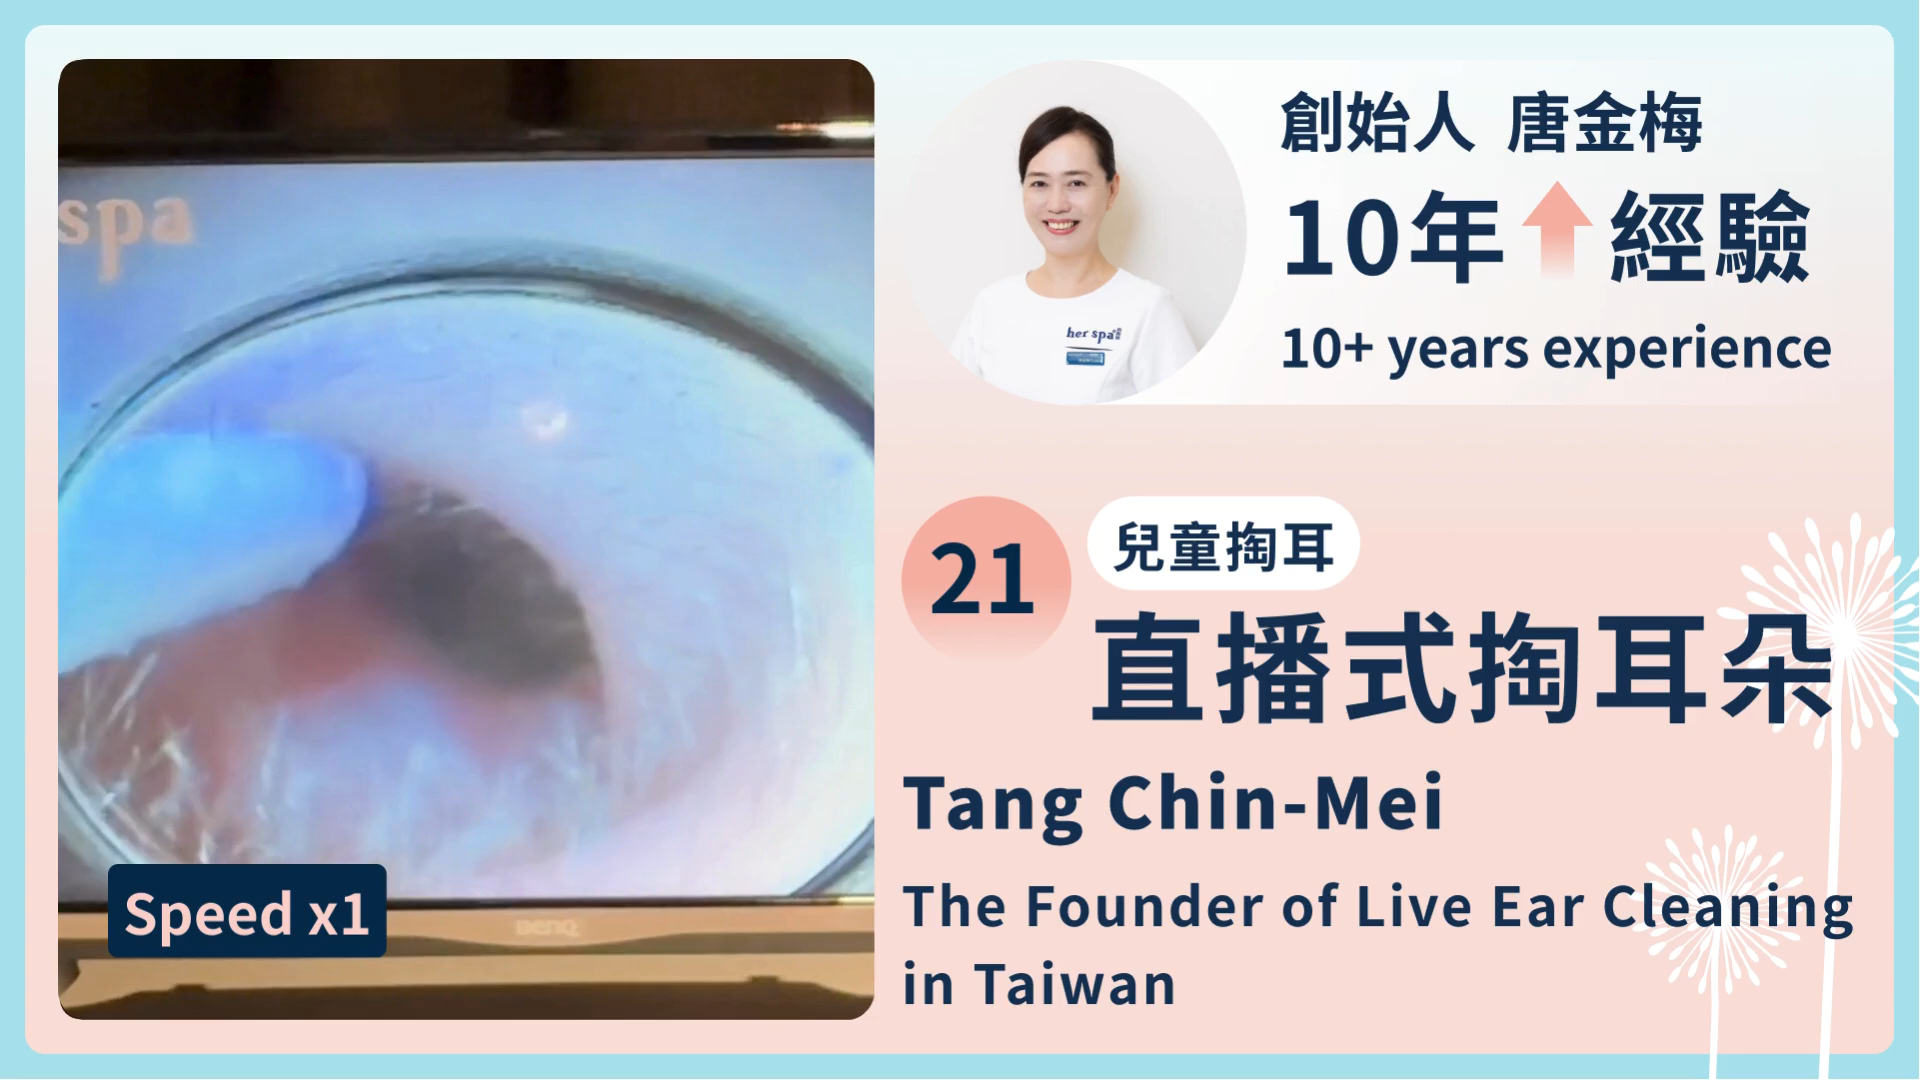 spa
Speed x1
BenQ
創始人 唐金梅
10年 經驗
10+ years experience
her spa
21
兒童掏耳
直播式掏耳朵
Tang Chin-Mei
The Founder of Live Ear Cleaning
in Taiwan